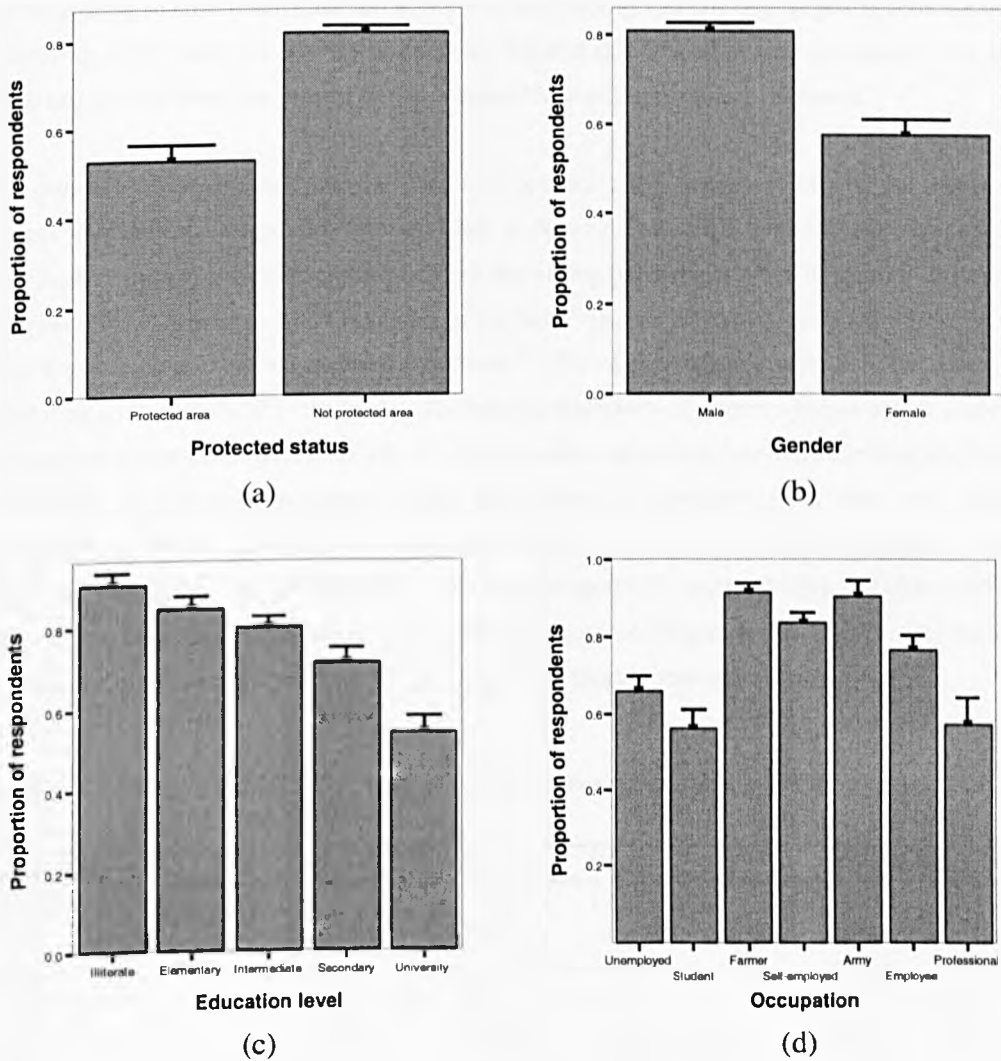 Proportion of respondents
0.8
0.6
0.4
0.2
0.0
Protected area Not protected area
Protected status
(a)
Proportion of respondents
0.8
0.6
0.4
0.2
0.0
Male Female
Gender
(b)
Proportion of respondents
0.8
0.6
0.4
0.2
0.0
Illiterate Elementary Intermediate Secondary University
Education level
(c)
Proportion of respondents
1.0
0.8
0.6
0.4
0.2
Unemployed Farmer Army Professional
Student Self-employed Employee
Occupation
(d)